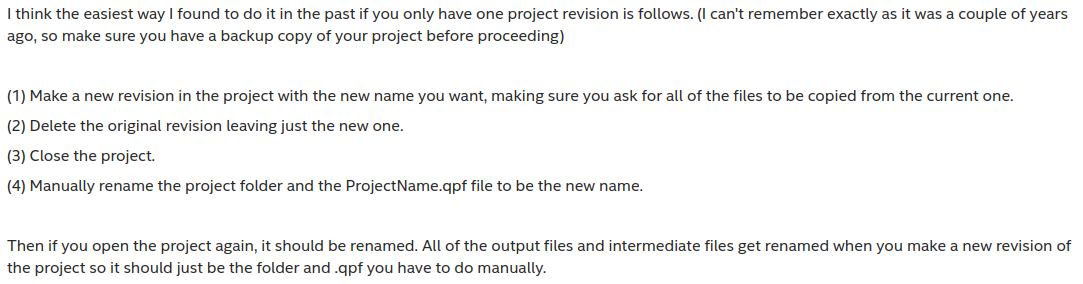 I think the easiest way I found to do it in the past if you only have one project revision is follows. (I can't remember exactly as it was a couple of years
ago, so make sure you have a backup copy of your project before proceeding)
(1) Make a new revision in the project with the new name you want, making sure you ask for all of the files to be copied from the current one.
(2) Delete the original revision leaving just the new one.
(3) Close the project.
(4) Manually rename the project folder and the ProjectName.qpf file to be the new name.
Then if you open the project again, it should be renamed. All of the output files and intermediate files get renamed when you make a new revision of
the project so it should just be the folder and .qpf you have to do manually.